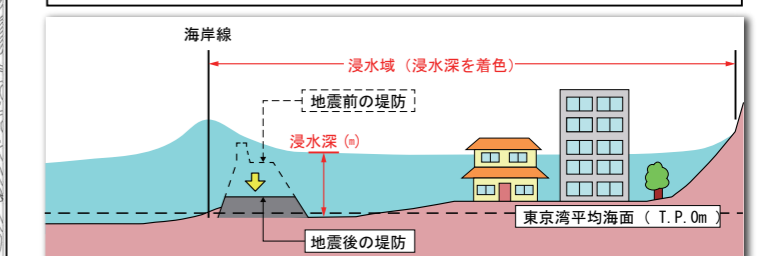 海岸線
浸水域（浸水深を着色）
地震前の堤防
浸水深(m)
東京湾平均海面（ T.P.0m ）
地震後の堤防